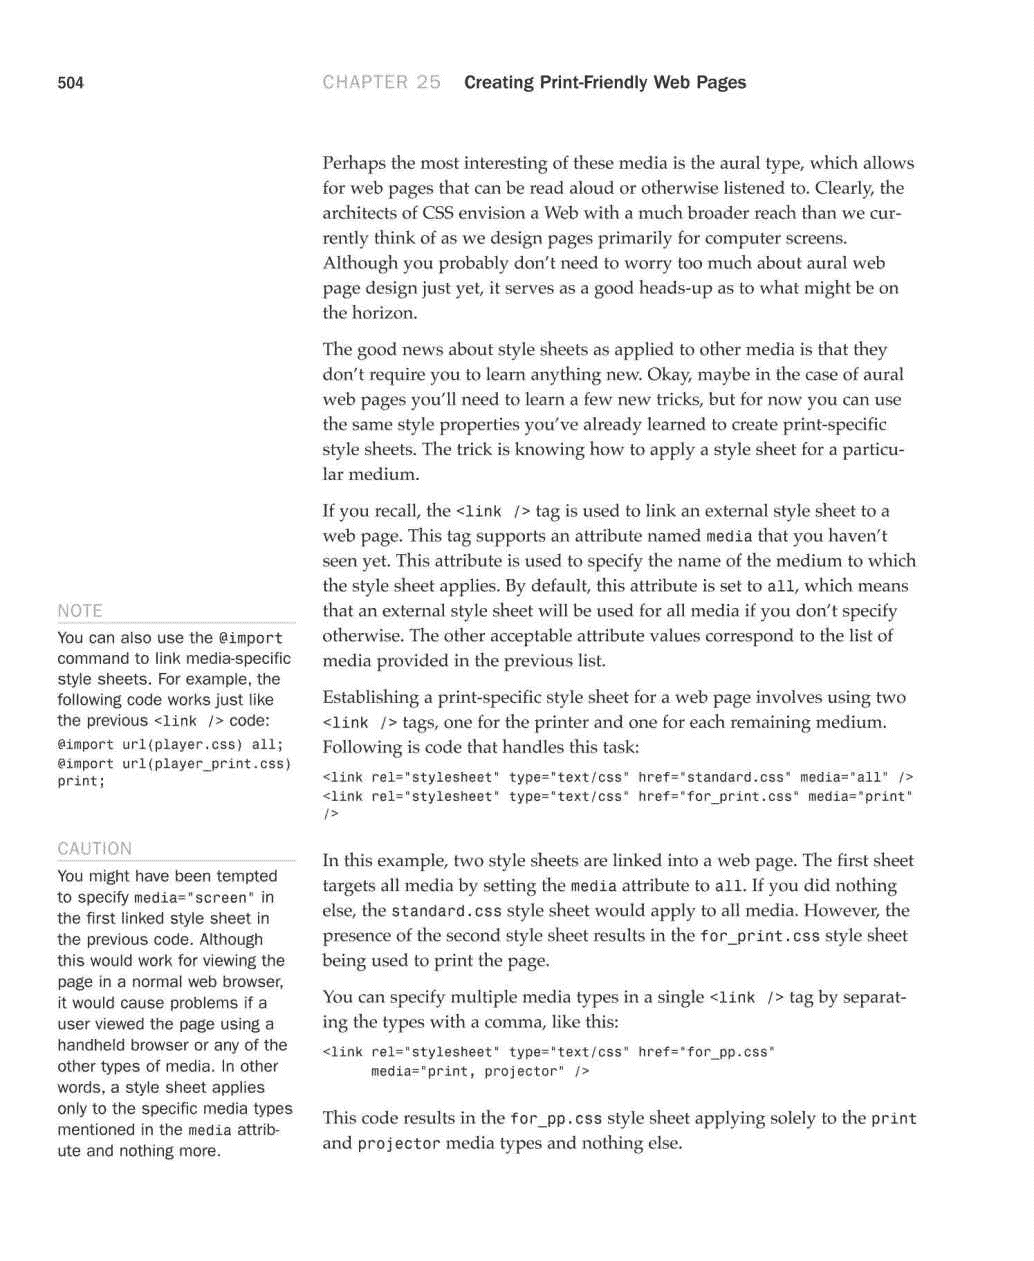 504
CHAPTER 25 Creating Print-Friendly Web Pages
Perhaps the most interesting of these media is the aural type, which allows
for web pages that can be read aloud or otherwise listened to. Clearly, the
architects of CSS envision a Web with a much broader reach than we cur-
rently think of as we design pages primarily for computer screens.
Although you probably don't need to worry too much about aural web
page design just yet, it serves as a good heads-up as to what might be on
the horizon.
The good news about style sheets as applied to other media is that they
don't require you to learn anything new. Okay, maybe in the case of aural
web pages you'll need to learn a few new tricks, but for now you can use
the same style properties you've already learned to create print-specific
style sheets. The trick is knowing how to apply a style sheet for a particu-
lar medium.
If you recall, the <link /> tag is used to link an external style sheet to a
web page. This tag supports an attribute named media that you haven't
seen yet. This attribute is used to specify the name of the medium to which
the style sheet applies. By default, this attribute is set to all, which means
that an external style sheet will be used for all media if you don't specify
otherwise. The other acceptable attribute values correspond to the list of
media provided in the previous list.
Establishing a print-specific style sheet for a web page involves using two
<link /> tags, one for the printer and one for each remaining medium.
Following is code that handles this task:
<link rel="stylesheet" type="text/css" href="standard.css" media="all" />
<link rel="stylesheet" type="text/css" href="for_print.css" media="print"
/>
In this example, two style sheets are linked into a web page. The first sheet
targets all media by setting the media attribute to all. If you did nothing
else, the standard.css style sheet would apply to all media. However, the
presence of the second style sheet results in the for_print.css style sheet
being used to print the page.
You can specify multiple media types in a single <link /> tag by separat-
ing the types with a comma, like this:
<link rel="stylesheet" type="text/css" href="for_pp.css"
media="print, projector" />
This code results in the for_pp.css style sheet applying solely to the print
and projector media types and nothing else.
NOTE
You can also use the @import
command to link media-specific
style sheets. For example, the
following code works just like
the previous <link /> code:
@import url(player.css) all;
@import url(player_print.css)
print;
CAUTION
You might have been tempted
to specify media="screen" in
the first linked style sheet in
the previous code. Although
this would work for viewing the
page in a normal web browser,
it would cause problems if a
user viewed the page using a
handheld browser or any of the
other types of media. In other
words, a style sheet applies
only to the specific media types
mentioned in the media attrib-
ute and nothing more.